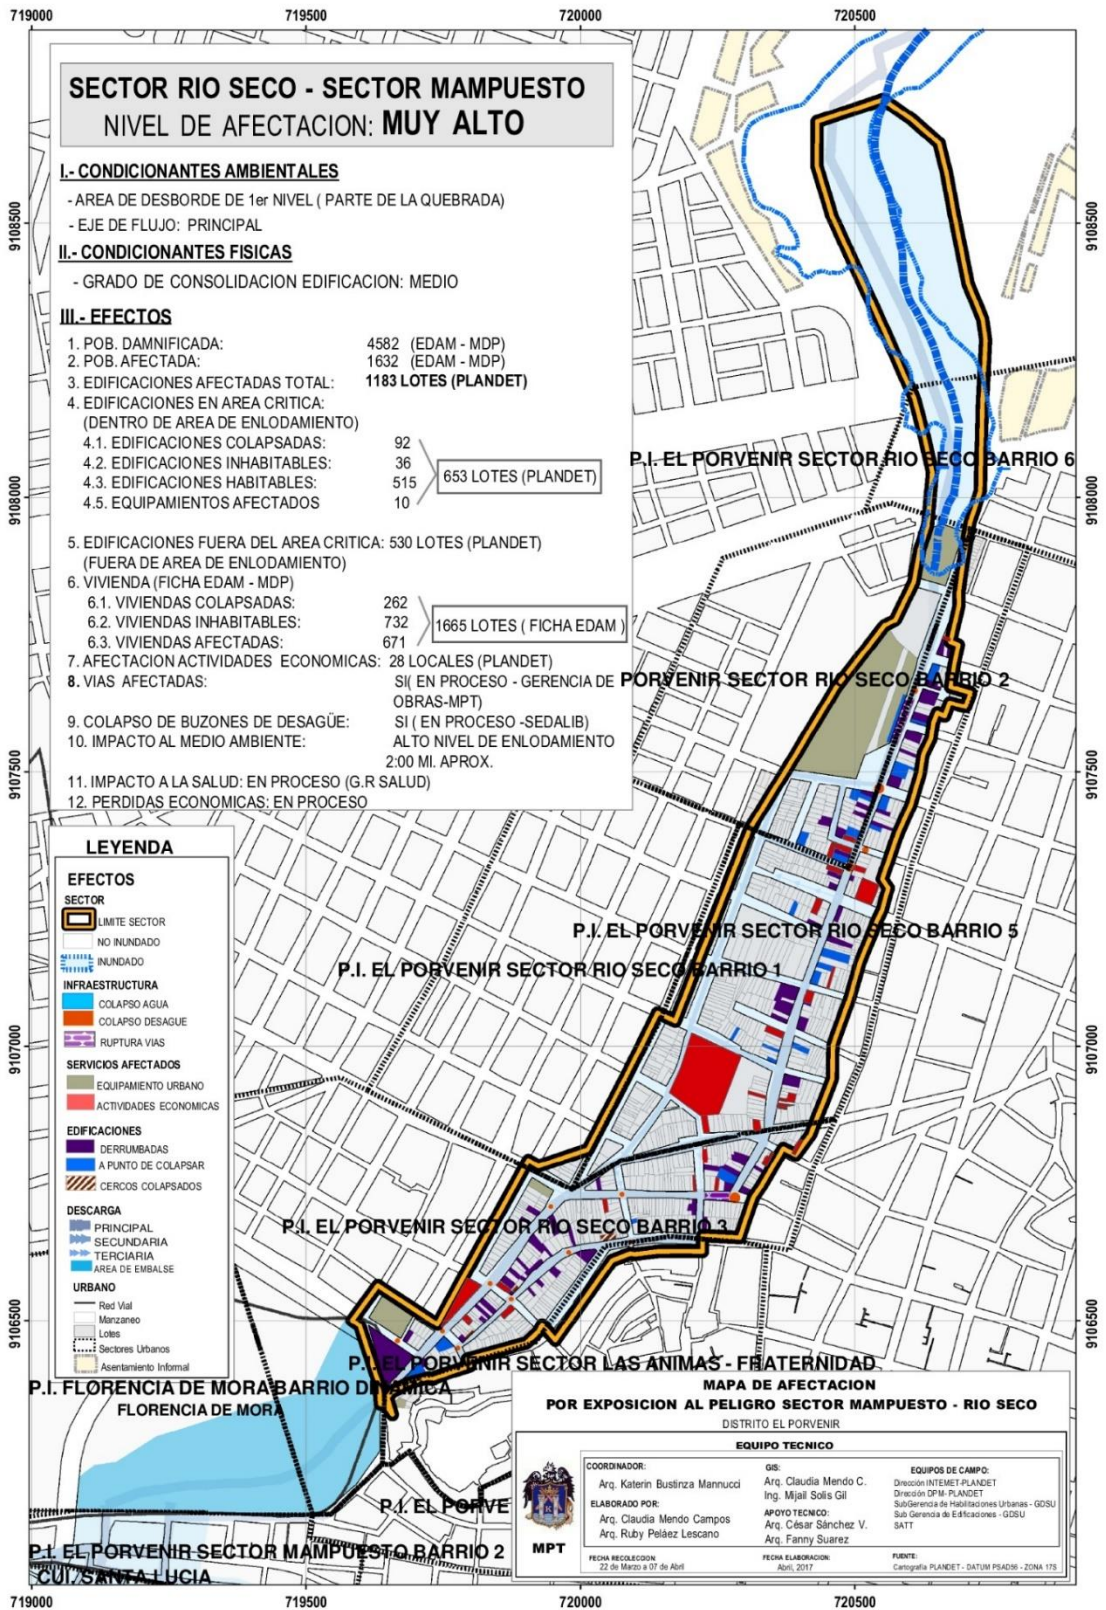 719000 719500 720000 720500
SECTOR RIO SECO - SECTOR MAMPUESTO
NIVEL DE AFECTACION: MUY ALTO
I.- CONDICIONANTES AMBIENTALES
- AREA DE DESBORDE DE 1er NIVEL ( PARTE DE LA QUEBRADA)
- EJE DE FLUJO: PRINCIPAL
II.- CONDICIONANTES FISICAS
- GRADO DE CONSOLIDACION EDIFICACION: MEDIO
III.- EFECTOS
1. POB. DAMNIFICADA: 4582 (EDAM - MDP)
2. POB. AFECTADA: 1632 (EDAM - MDP)
3. EDIFICACIONES AFECTADAS TOTAL: 1183 LOTES (PLANDET)
4. EDIFICACIONES EN AREA CRITICA:
(DENTRO DE AREA DE ENLODAMIENTO)
4.1. EDIFICACIONES COLAPSADAS: 92
4.2. EDIFICACIONES INHABITABLES: 36
4.3. EDIFICACIONES HABITABLES: 515
4.5. EQUIPAMIENTOS AFECTADOS 10
653 LOTES (PLANDET)
5. EDIFICACIONES FUERA DEL AREA CRITICA: 530 LOTES (PLANDET)
(FUERA DE AREA DE ENLODAMIENTO)
6. VIVIENDA (FICHA EDAM - MDP)
6.1. VIVIENDAS COLAPSADAS: 262
6.2. VIVIENDAS INHABITABLES: 732
6.3. VIVIENDAS AFECTADAS: 671
1665 LOTES ( FICHA EDAM )
7. AFECTACION ACTIVIDADES ECONOMICAS: 28 LOCALES (PLANDET)
8. VIAS AFECTADAS: SI( EN PROCESO - GERENCIA DE
OBRAS-MPT)
9. COLAPSO DE BUZONES DE DESAGÜE: SI ( EN PROCESO -SEDALIB)
10. IMPACTO AL MEDIO AMBIENTE: ALTO NIVEL DE ENLODAMIENTO
2:00 Ml. APROX.
11. IMPACTO A LA SALUD: EN PROCESO (G.R SALUD)
12. PERDIDAS ECONOMICAS: EN PROCESO
9108500 9108500
9108000 9108000
9107500 9107500
9107000 9107000
9106500 9106500
P.I. EL PORVENIR SECTOR RIO SECO BARRIO 6
PORVENIR SECTOR RIO SECO BARRIO 2
P.I. EL PORVENIR SECTOR RIO SECO BARRIO 5
P.I. EL PORVENIR SECTOR RIO SECO BARRIO 1
P.I. EL PORVENIR SECTOR RIO SECO BARRIO 3
P.I. EL PORVENIR SECTOR LAS ANIMAS - FRATERNIDAD
P.I. FLORENCIA DE MORA BARRIO DINAMICA
FLORENCIA DE MORA
P.I. EL PORVE
P.I. EL PORVENIR SECTOR MAMPUESTO BARRIO 2
CUI. SANTA LUCIA
LEYENDA
EFECTOS
SECTOR
LIMITE SECTOR
NO INUNDADO
INUNDADO
INFRAESTRUCTURA
COLAPSO AGUA
COLAPSO DESAGUE
RUPTURA VIAS
SERVICIOS AFECTADOS
EQUIPAMIENTO URBANO
ACTIVIDADES ECONOMICAS
EDIFICACIONES
DERRUMBADAS
A PUNTO DE COLAPSAR
CERCOS COLAPSADOS
DESCARGA
PRINCIPAL
SECUNDARIA
TERCIARIA
AREA DE EMBALSE
URBANO
Red Vial
Manzaneo
Lotes
Sectores Urbanos
Asentamiento Informal
MAPA DE AFECTACION
POR EXPOSICION AL PELIGRO SECTOR MAMPUESTO - RIO SECO
DISTRITO EL PORVENIR
EQUIPO TECNICO
MPT
COORDINADOR:
Arq. Katerin Bustinza Mannucci
ELABORADO POR:
Arq. Claudia Mendo Campos
Arq. Ruby Peláez Lescano
GIS:
Arq. Claudia Mendo C.
Ing. Mijail Solis Gil
APOYO TECNICO:
Arq. César Sánchez V.
Arq. Fanny Suarez
EQUIPOS DE CAMPO:
Dirección INTEMET-PLANDET
Dirección DPM- PLANDET
SubGerencia de Habilitaciones Urbanas - GDSU
Sub Gerencia de Edificaciones - GDSU
SATT
FECHA RECOLECCION:
22 de Marzo a 07 de Abril
FECHA ELABORACION:
Abril, 2017
FUENTE:
Cartografía PLANDET - DATUM PSAD56 - ZONA 17S
719000 719500 720000 720500